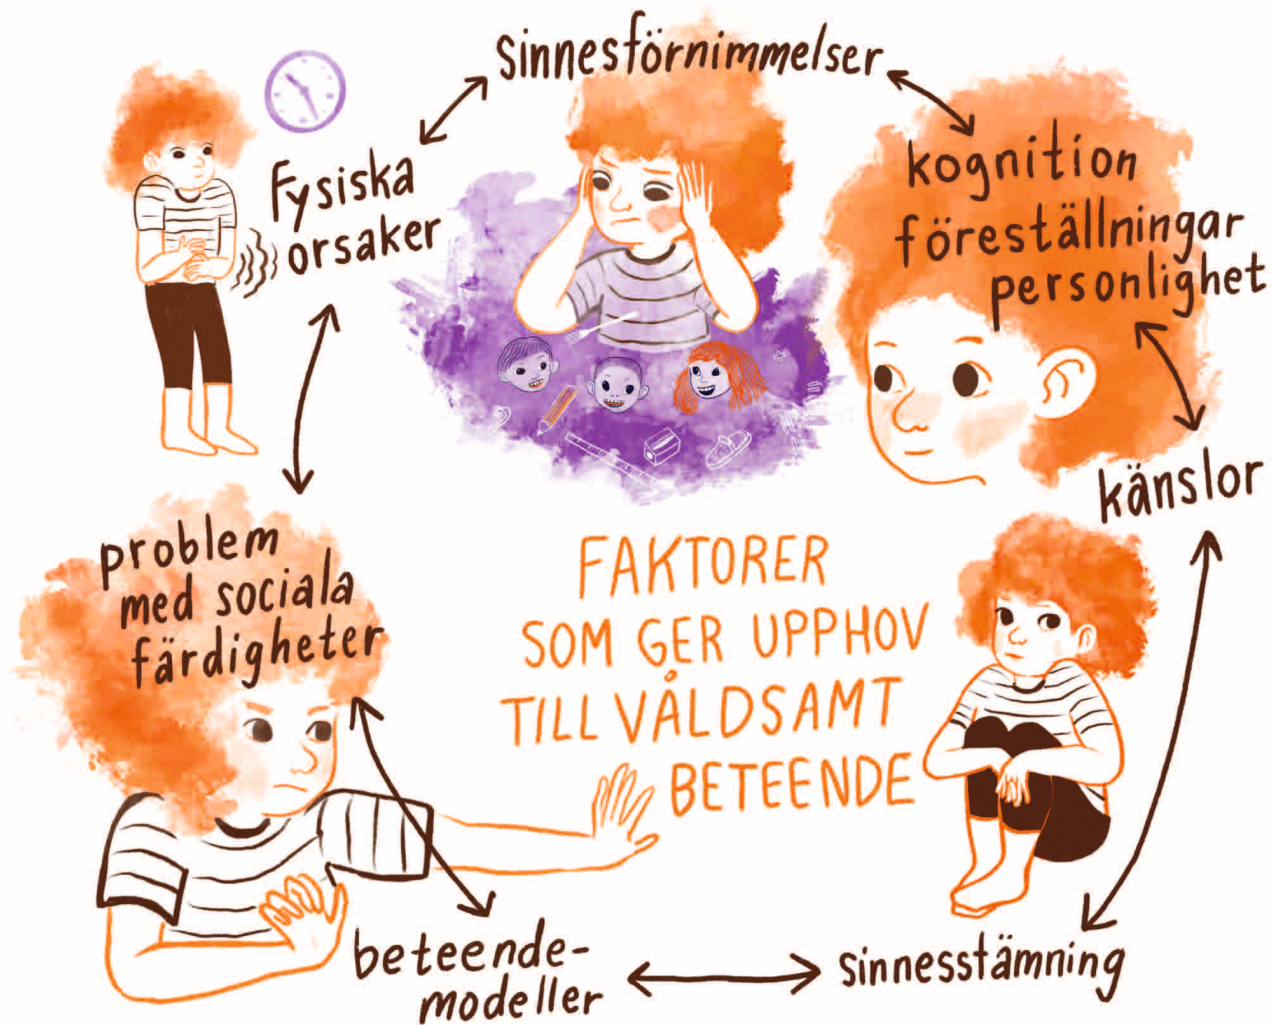 sinnesförnimmelser
fysiska
orsaker
kognition
föreställningar
personlighet
känslor
problem
med sociala
färdigheter
FAKTORER
SOM GER UPPHOV
TILL VÅLDSAMT
BETEENDE
beteende-
modeller
sinnesstämning